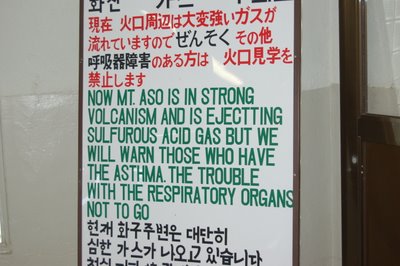 화산 가스
現在 火口周辺は大変強いガスが
流れていますのでぜんそくその他
呼吸器障害のある方は 火口見学を
禁止します
NOW MT. ASO IS IN STRONG
VOLCANISM AND IS EJECTTING
SULFUROUS ACID GAS BUT WE
WILL WARN THOSE WHO HAVE
THE ASTHMA. THE TROUBLE
WITH THE RESPIRATORY ORGANS
NOT TO GO
현재 화구주변은 대단히
심한 가스가 나오고 있습니다